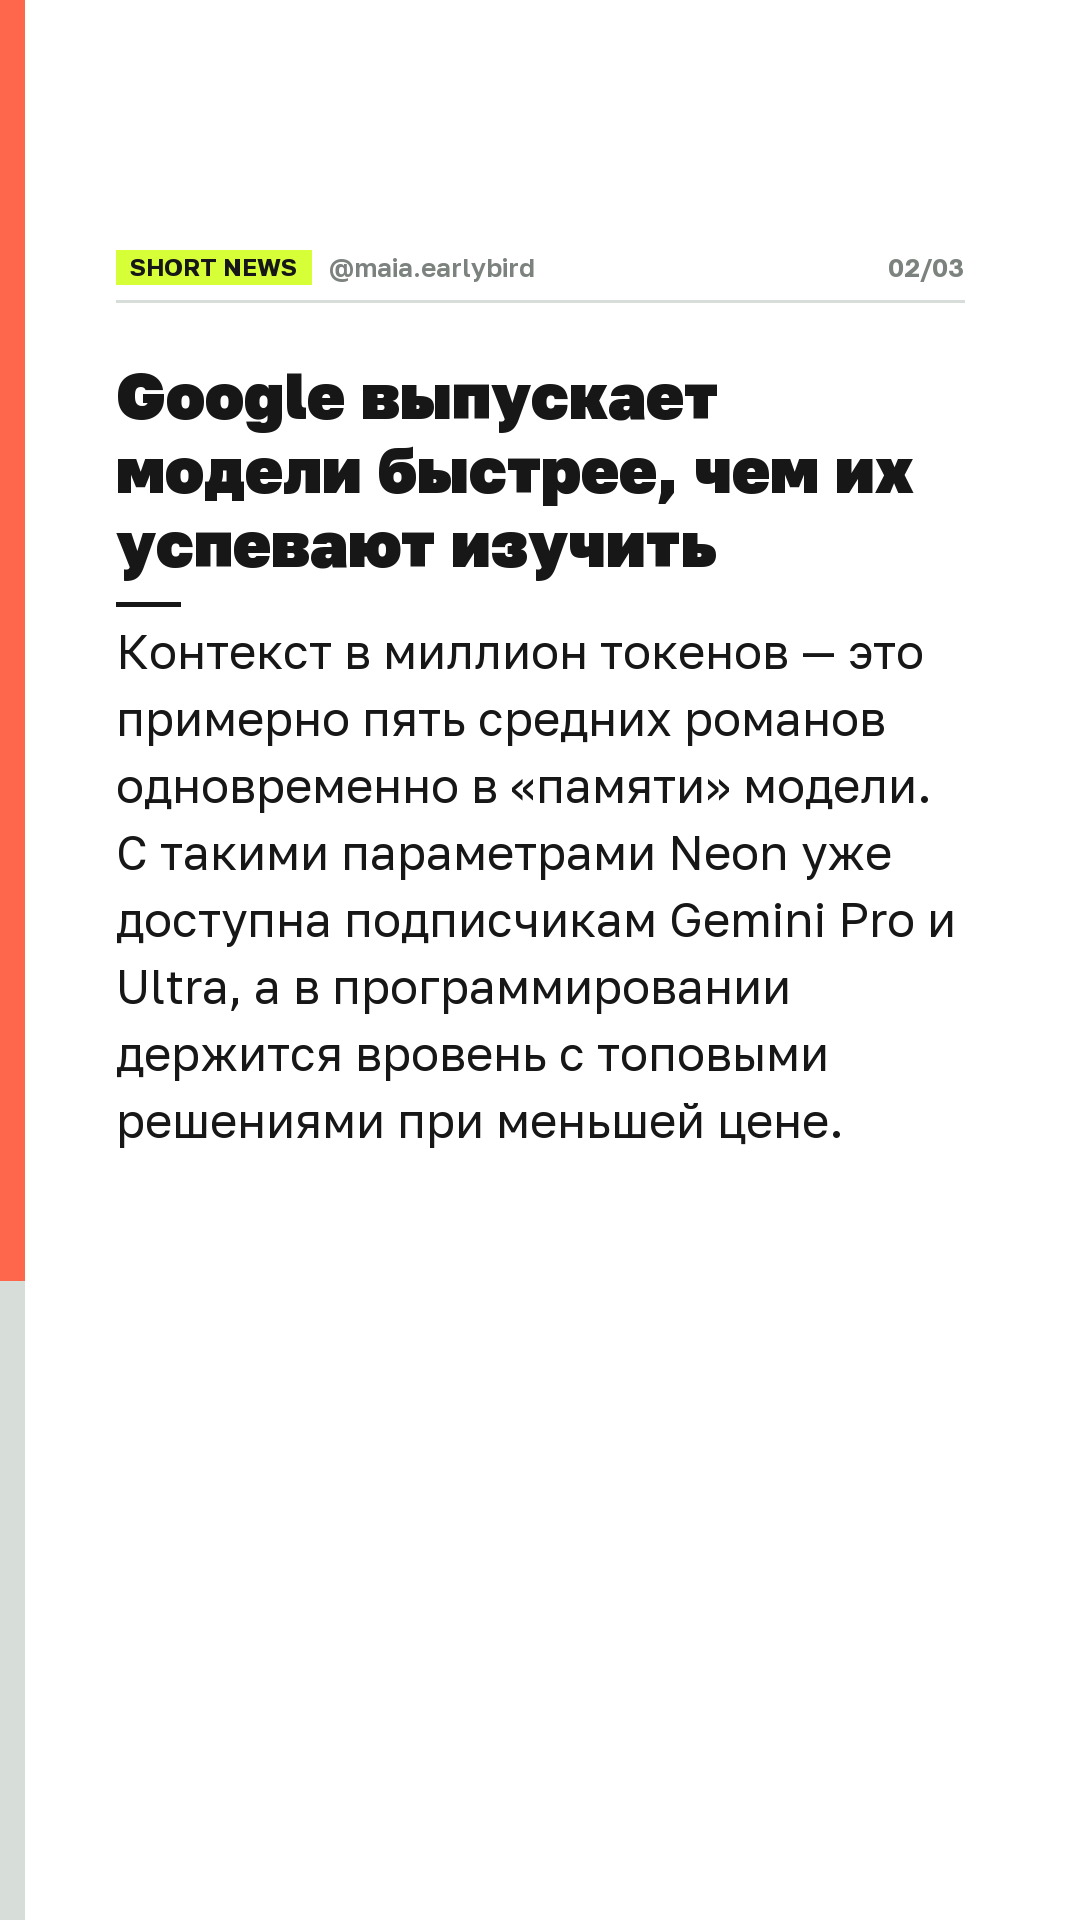 SHORT NEWS @maia.earlybird 02/03
Google выпускает
модели быстрее, чем их
успевают изучить
Контекст в миллион токенов — это
примерно пять средних романов
одновременно в «памяти» модели.
С такими параметрами Neon уже
доступна подписчикам Gemini Pro и
Ultra, а в программировании
держится вровень с топовыми
решениями при меньшей цене.